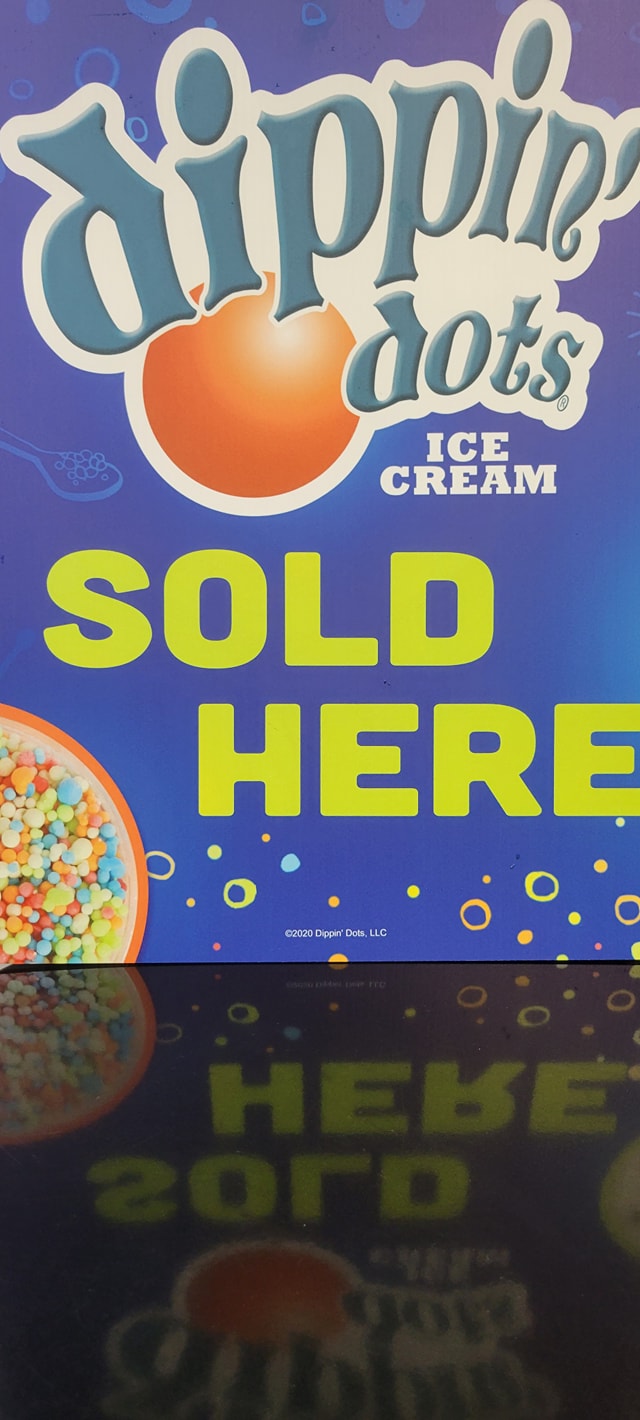 dippin'
dots®
ICE
CREAM
SOLD
HERE
©2020 Dippin' Dots, LLC